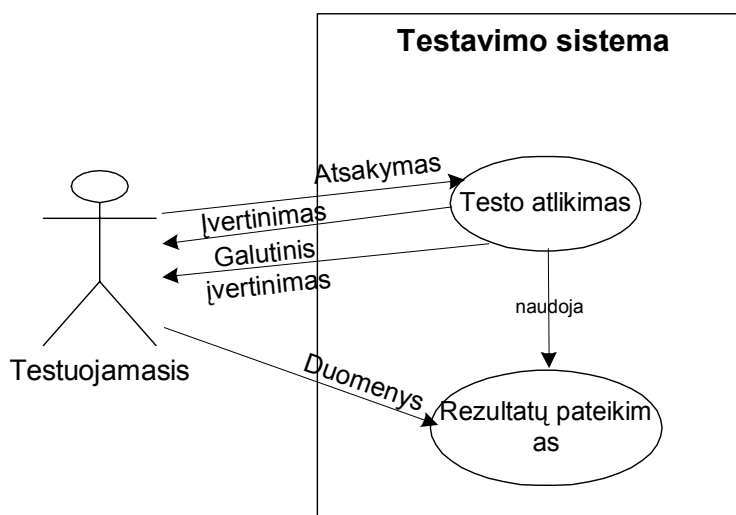 Testavimo sistema
Atsakymas
Testo atlikimas
Įvertinimas
Galutinis
įvertinimas
naudoja
Testuojamasis
Duomenys
Rezultatų pateikim
as